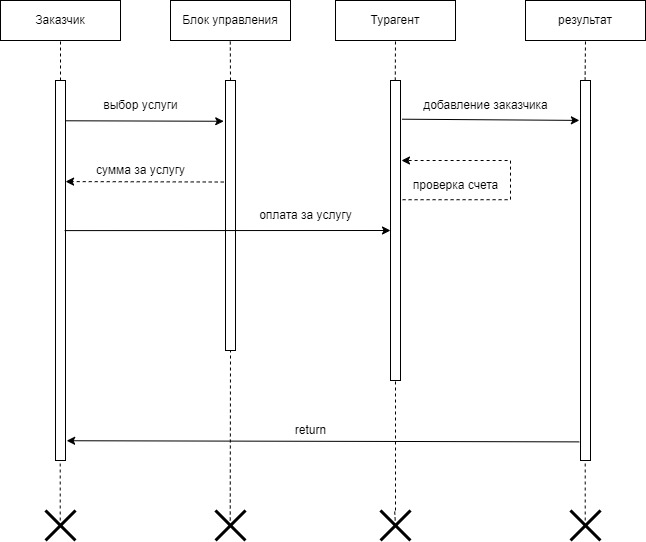 Заказчик
Блок управления
Турагент
результат
выбор услуги
добавление заказчика
сумма за услугу
проверка счета
оплата за услугу
return